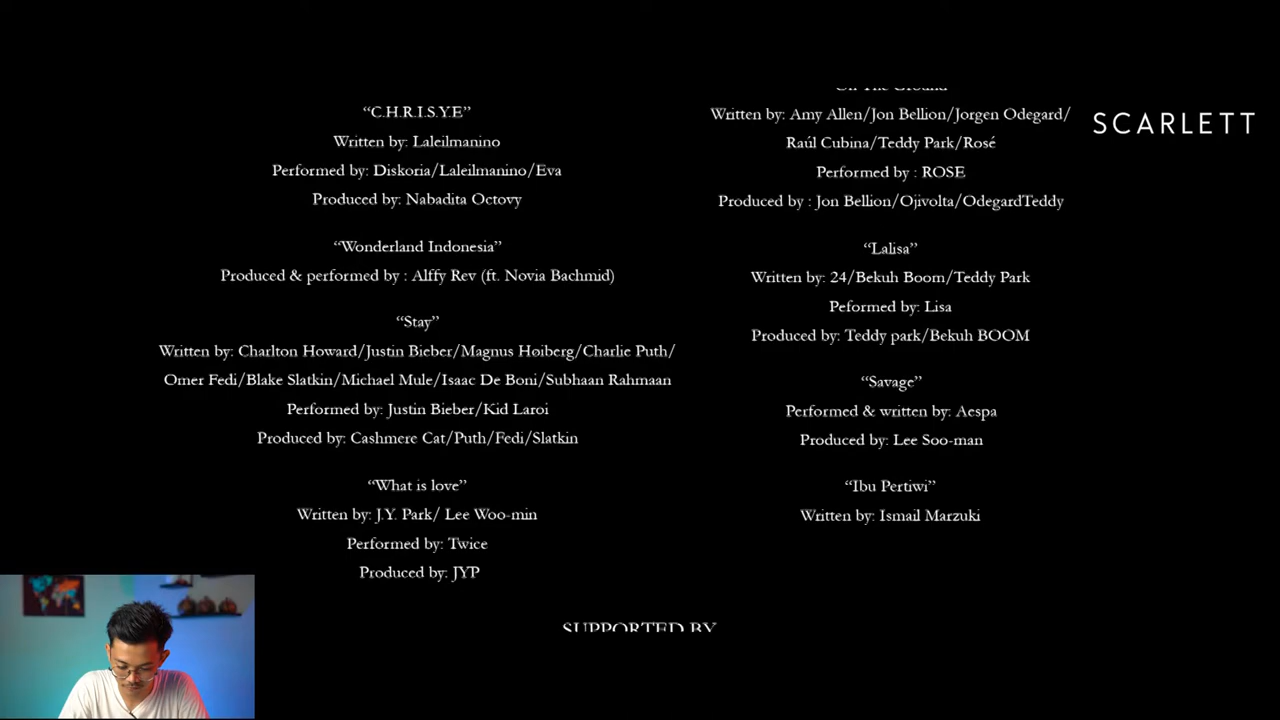 “C.H.R.I.S.Y.E”
Written by: Laleilmanino
Performed by: Diskoria/Laleilmanino/Eva
Produced by: Nabadita Octovy
“Wonderland Indonesia”
Produced & performed by : Alffy Rev (ft. Novia Bachmid)
“Stay”
Written by: Charlton Howard/Justin Bieber/Magnus Høiberg/Charlie Puth/
Omer Fedi/Blake Slatkin/Michael Mule/Isaac De Boni/Subhaan Rahmaan
Performed by: Justin Bieber/Kid Laroi
Produced by: Cashmere Cat/Puth/Fedi/Slatkin
“What is love”
Written by: J.Y. Park/ Lee Woo-min
Performed by: Twice
Produced by: JYP
On The Ground
Written by: Amy Allen/Jon Bellion/Jorgen Odegard/
Raúl Cubina/Teddy Park/Rosé
Performed by : ROSE
Produced by : Jon Bellion/Ojivolta/OdegardTeddy
“Lalisa”
Written by: 24/Bekuh Boom/Teddy Park
Peformed by: Lisa
Produced by: Teddy park/Bekuh BOOM
“Savage”
Performed & written by: Aespa
Produced by: Lee Soo-man
“Ibu Pertiwi”
Written by: Ismail Marzuki
SCARLETT
SUPPORTED BY